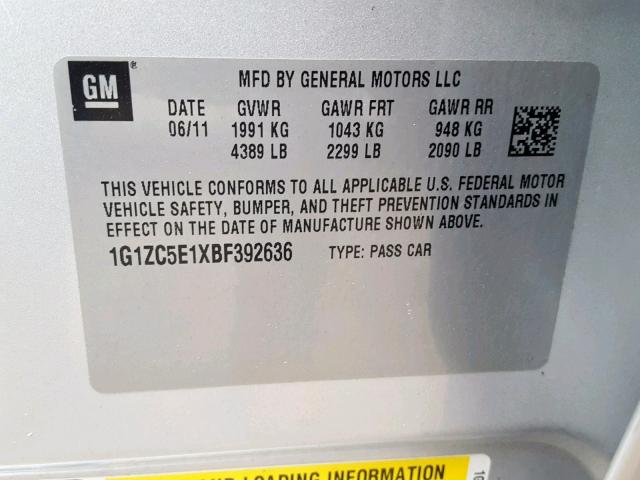 GM
MFD BY GENERAL MOTORS LLC
DATE GVWR GAWR FRT GAWR RR
06/11 1991 KG 1043 KG 948 KG
4389 LB 2299 LB 2090 LB
THIS VEHICLE CONFORMS TO ALL APPLICABLE U.S. FEDERAL MOTOR
VEHICLE SAFETY, BUMPER, AND THEFT PREVENTION STANDARDS IN
EFFECT ON THE DATE OF MANUFACTURE SHOWN ABOVE.
1G1ZC5E1XBF392636 TYPE: PASS CAR
LOADING INFORMATION